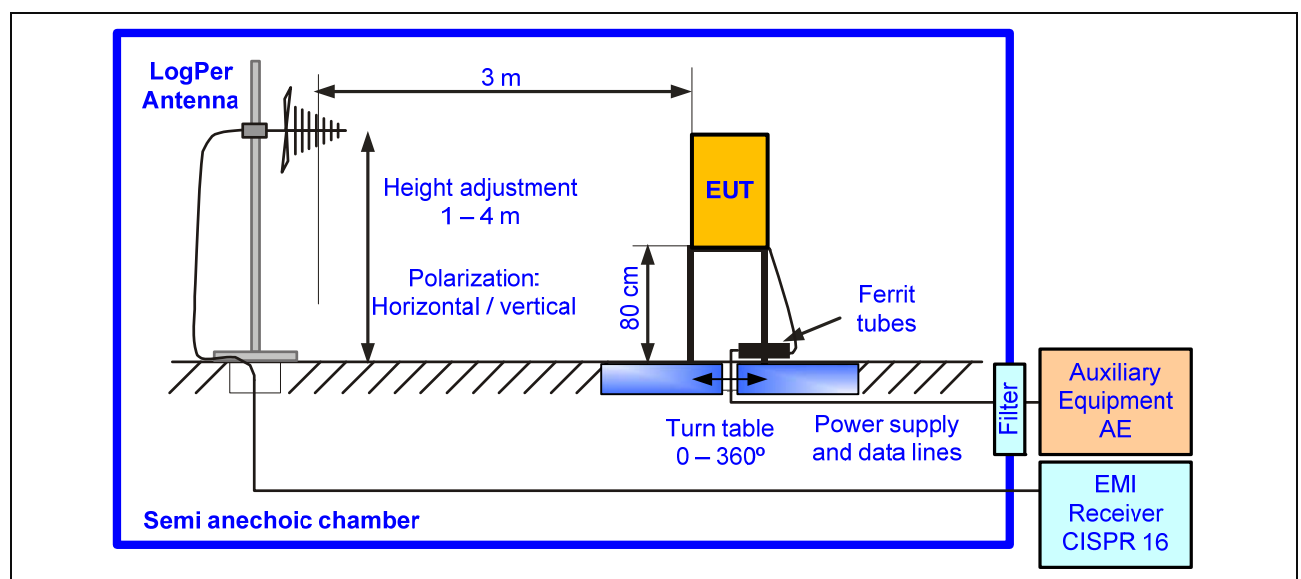 LogPer
Antenna
3 m
Height adjustment
1 – 4 m
Polarization:
Horizontal / vertical
EUT
80 cm
Ferrit
tubes
Turn table
0 – 360º
Power supply
and data lines
Filter
Auxiliary
Equipment
AE
EMI
Receiver
CISPR 16
Semi anechoic chamber